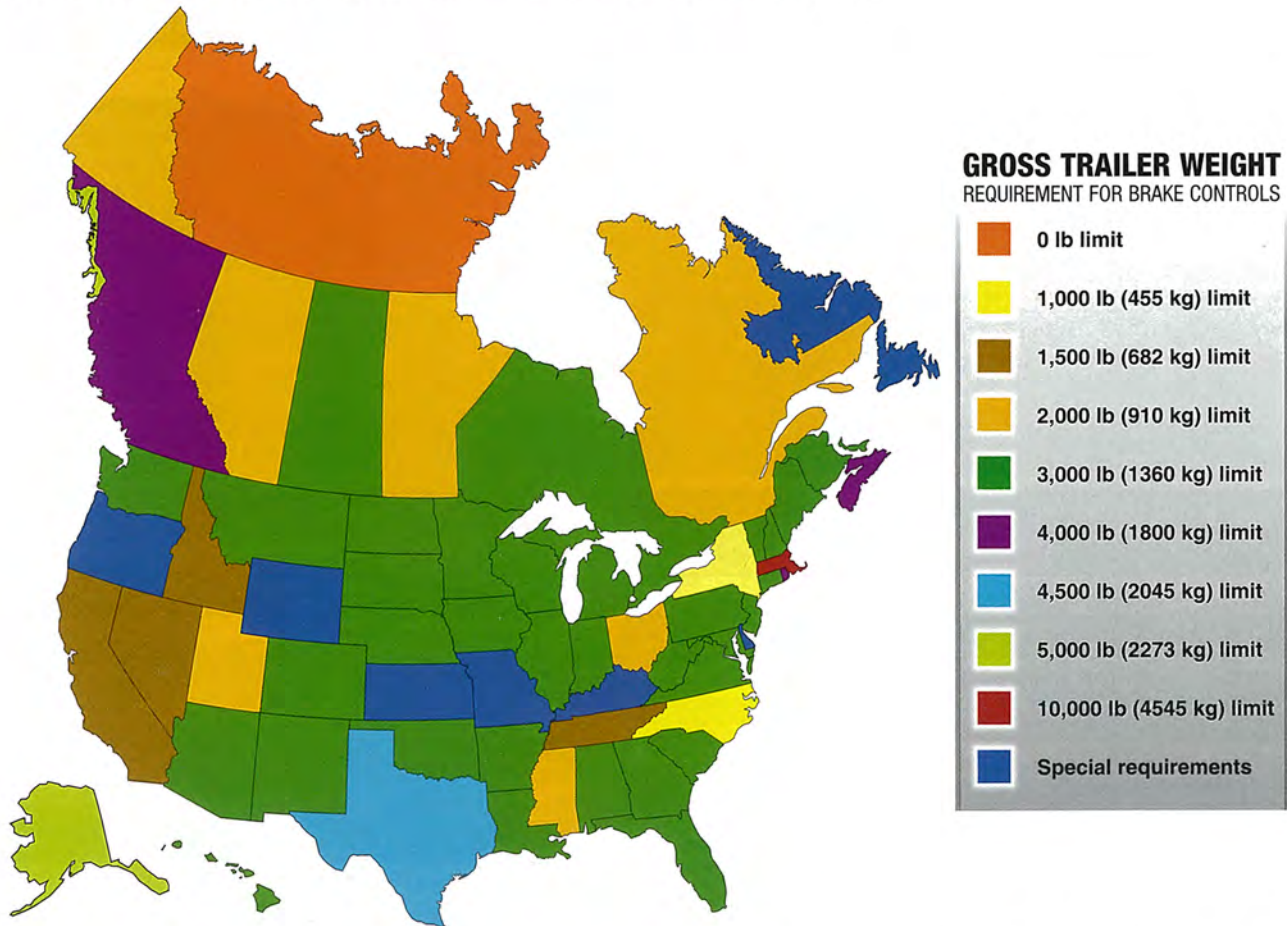 GROSS TRAILER WEIGHT
REQUIREMENT FOR BRAKE CONTROLS
0 lb limit
1,000 lb (455 kg) limit
1,500 lb (682 kg) limit
2,000 lb (910 kg) limit
3,000 lb (1360 kg) limit
4,000 lb (1800 kg) limit
4,500 lb (2045 kg) limit
5,000 lb (2273 kg) limit
10,000 lb (4545 kg) limit
Special requirements